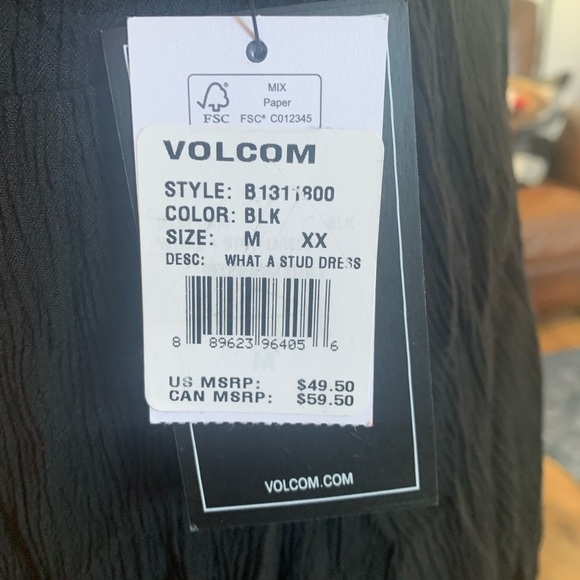 MIX
Paper
FSC FSC® C012345
VOLCOM
STYLE: B1311800
COLOR: BLK
SIZE: M XX
DESC: WHAT A STUD DRESS
8 89623 96405 6
US MSRP: $49.50
CAN MSRP: $59.50
VOLCOM.COM